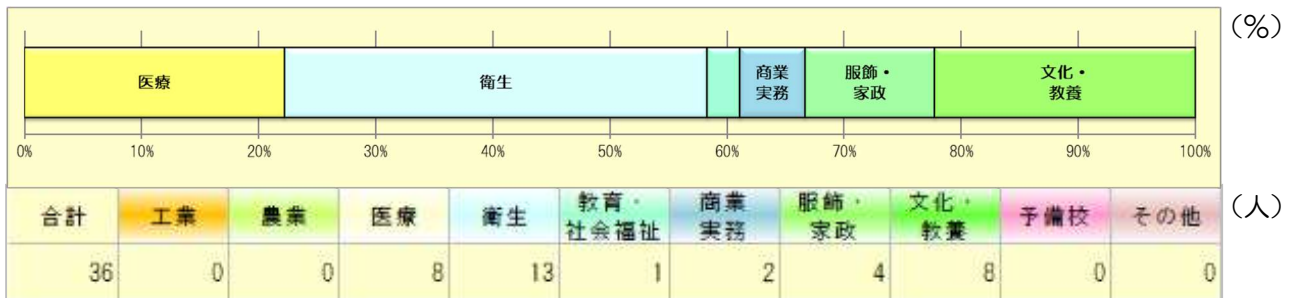 (%)
医療
衛生
商業
実務
服飾・
家政
文化・
教養
0%
10%
20%
30%
40%
50%
60%
70%
80%
90%
100%
(人)
合計 工業 農業 医療 衛生 教育・社会福祉 商業実務 服飾・家政 文化・教養 予備校 その他
36 0 0 8 13 1 2 4 8 0 0